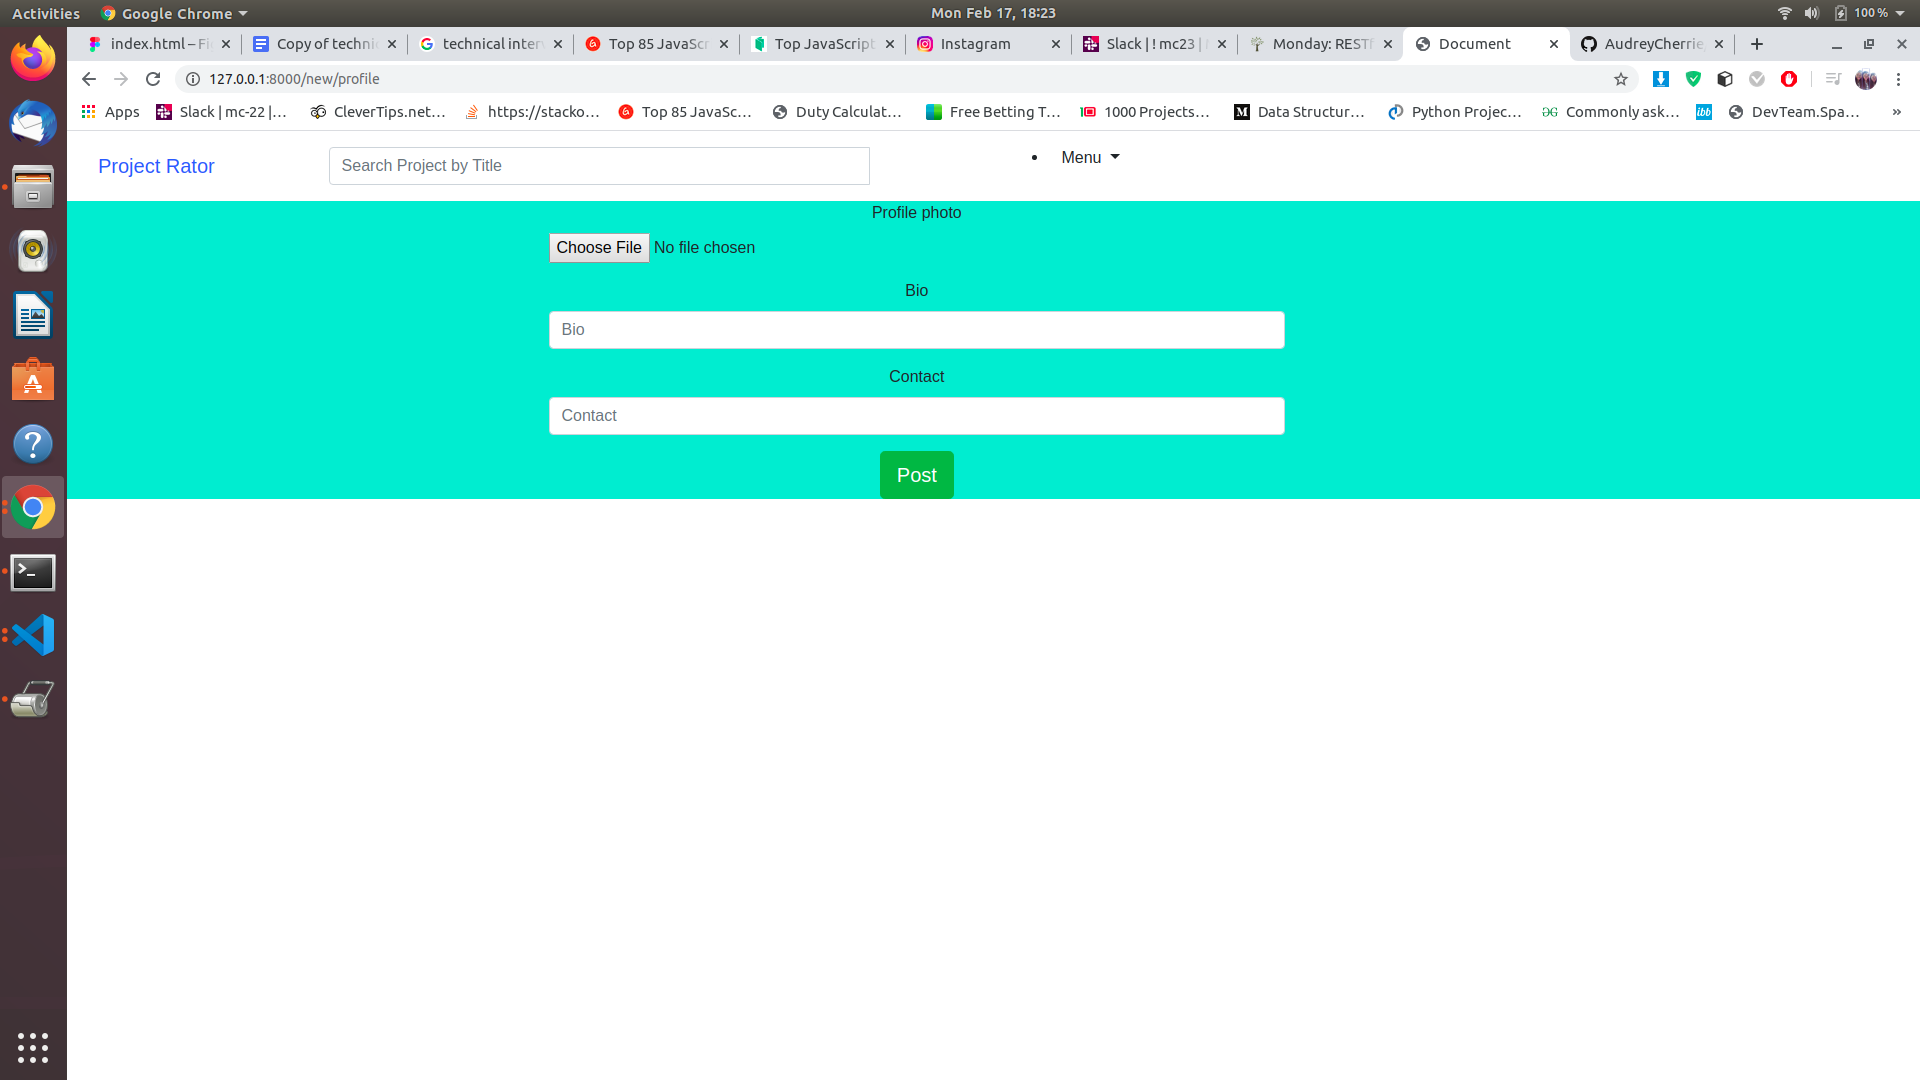 Activities Google Chrome Mon Feb 17, 18:23 100 %
index.html – Fi Copy of techni technical inter Top 85 JavaScr Top JavaScript Instagram Slack | ! mc23 | Monday: REST Document AudreyCherrie
127.0.0.1:8000/new/profile
Apps Slack | mc-22 |… CleverTips.net… https://stacko… Top 85 JavaSc… Duty Calculat… Free Betting T… 1000 Projects… Data Structur… Python Projec… Commonly ask… ibb DevTeam.Spa… »
Project Rator Search Project by Title Menu
Profile photo
Choose File No file chosen
Bio
Bio
Contact
Contact
Post